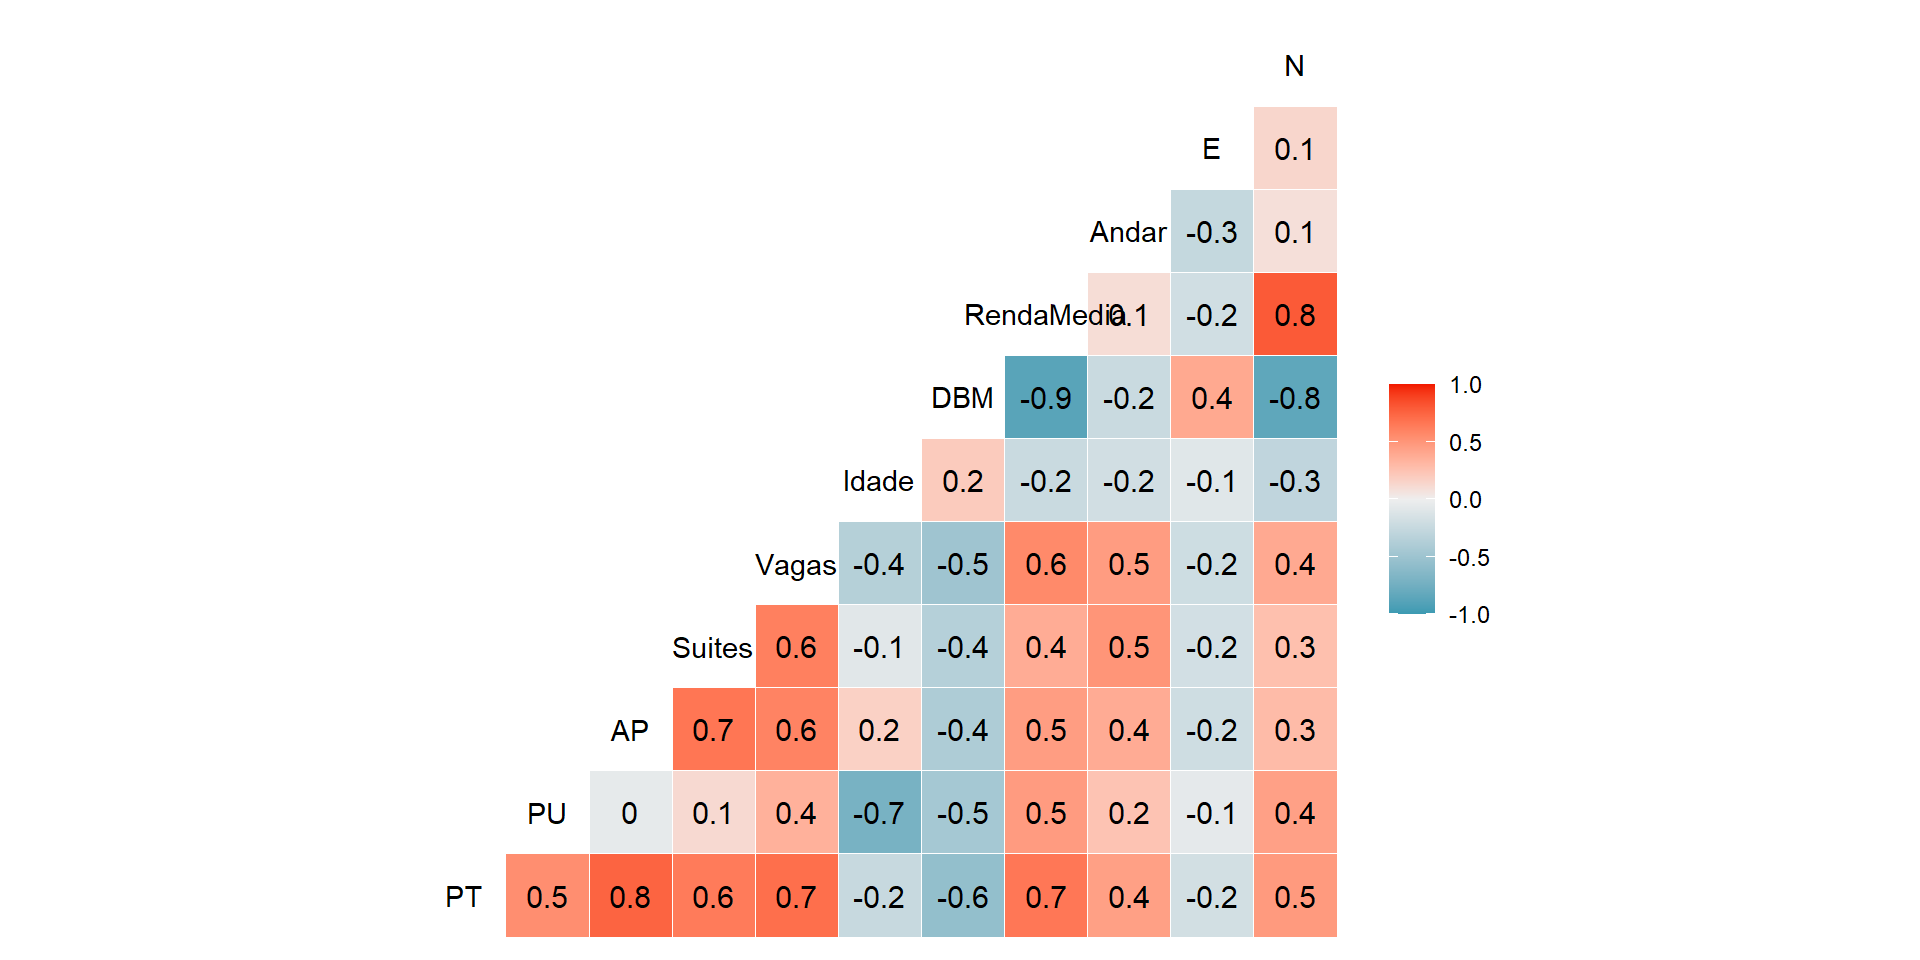 N
E 0.1
Andar -0.3 0.1
RendaMedia 0.1 -0.2 0.8
DBM -0.9 -0.2 0.4 -0.8
Idade 0.2 -0.2 -0.2 -0.1 -0.3
Vagas -0.4 -0.5 0.6 0.5 -0.2 0.4
Suites 0.6 -0.1 -0.4 0.4 0.5 -0.2 0.3
AP 0.7 0.6 0.2 -0.4 0.5 0.4 -0.2 0.3
PU 0 0.1 0.4 -0.7 -0.5 0.5 0.2 -0.1 0.4
PT 0.5 0.8 0.6 0.7 -0.2 -0.6 0.7 0.4 -0.2 0.5
1.0
0.5
0.0
-0.5
-1.0